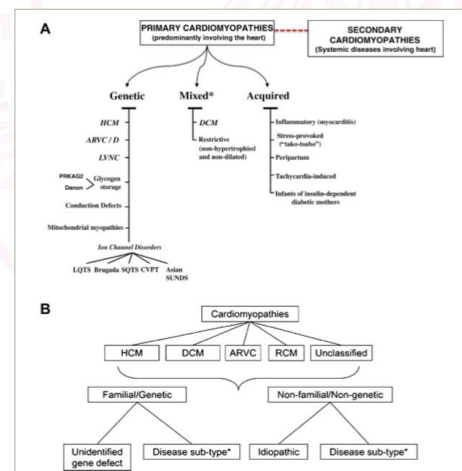 A
PRIMARY CARDIOMYOPATHIES
(predominantly involving the heart)
SECONDARY
CARDIOMYOPATHIES
(Systemic diseases involving heart)
Genetic
HCM
ARVC / D
LVNC
PRKAG2
Danon
Glycogen
storage
Conduction Defects
Mitochondrial myopathies
Ion Channel Disorders
LQTS Brugada SQTS CVPT Asian
SUNDS
Mixed*
DCM
Restrictive
(non-hypertrophied
and non-dilated)
Acquired
Inflammatory (myocarditis)
Stress-provoked
("tako-tsubo")
Peripartum
Tachycardia-induced
Infants of insulin-dependent
diabetic mothers
B
Cardiomyopathies
HCM DCM ARVC RCM Unclassified
Familial/Genetic Non-familial/Non-genetic
Unidentified
gene defect
Disease sub-type*
Idiopathic
Disease sub-type*